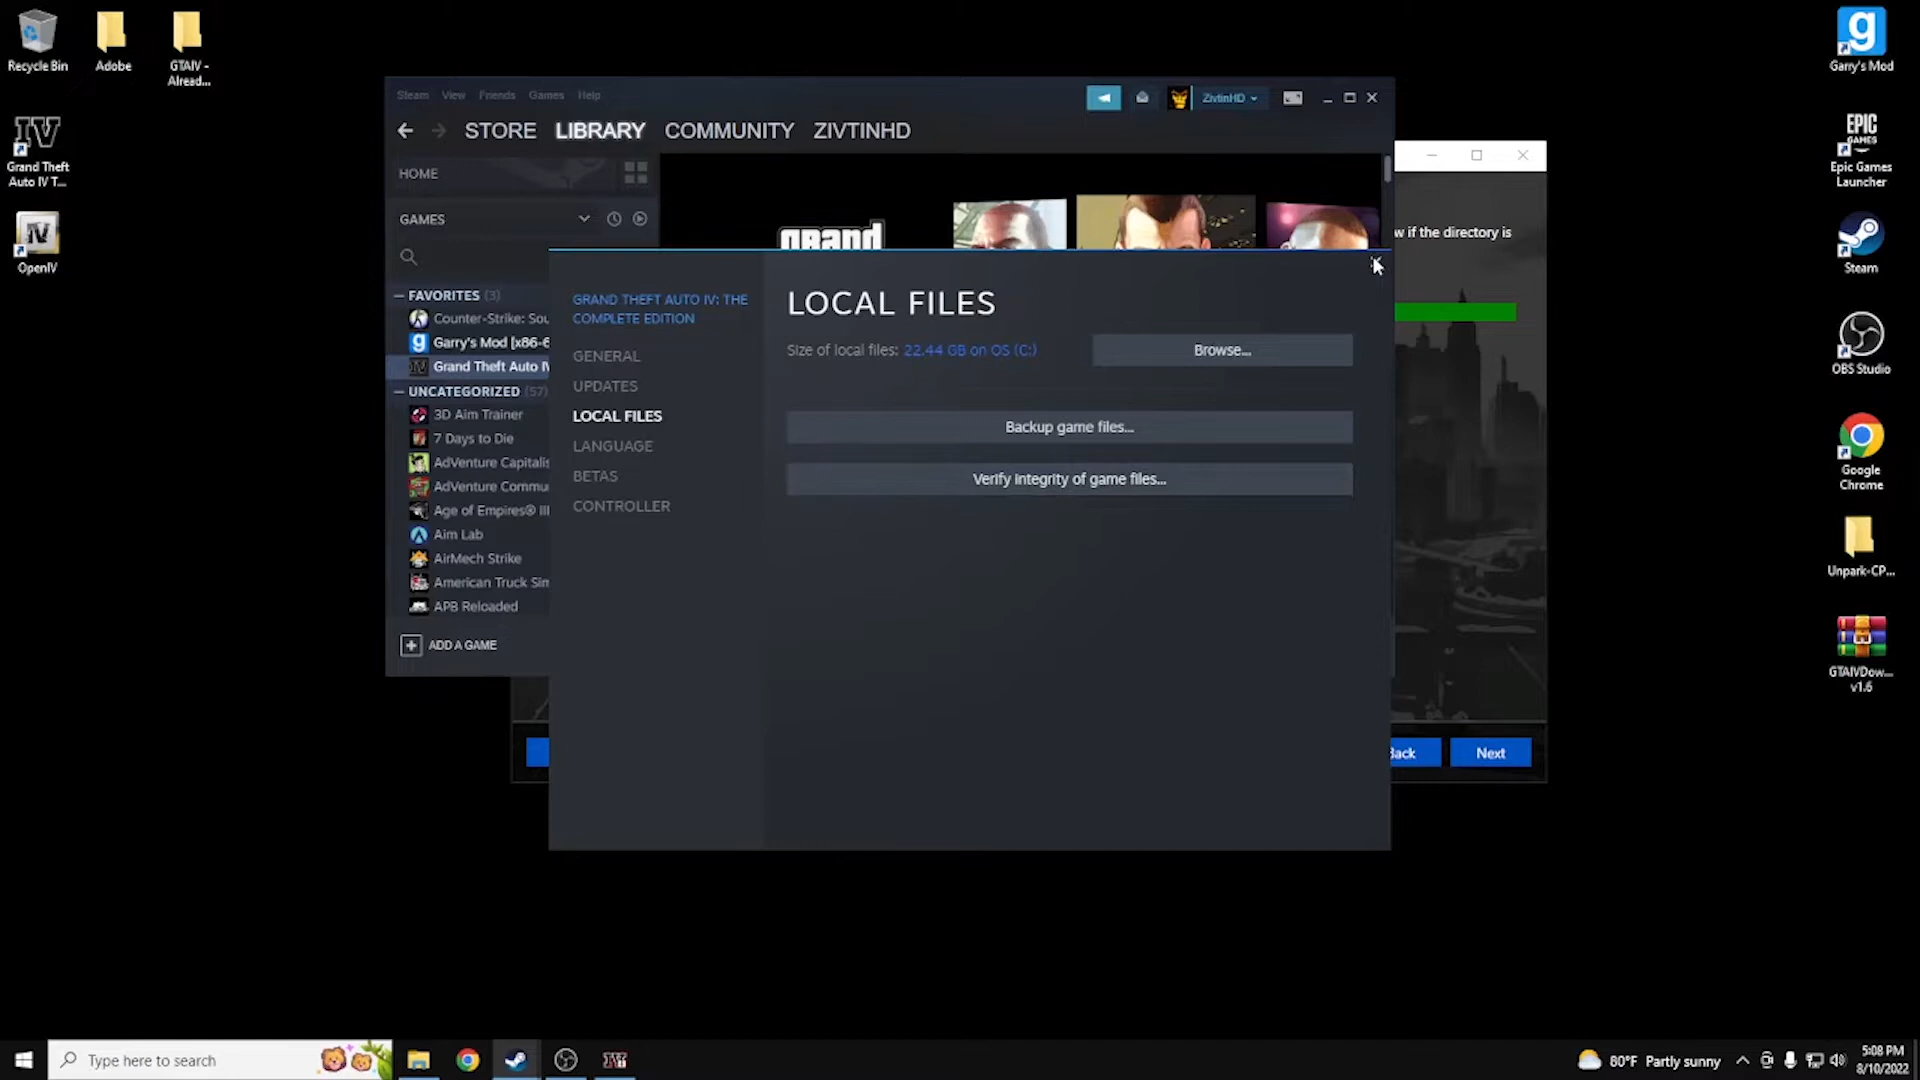 Recycle Bin
Adobe
GTAIV -
Alread...
Grand Theft
Auto IV T...
OpenIV
Steam View Friends Games Help
ZivtinHD
STORE LIBRARY COMMUNITY ZIVTINHD
HOME
GAMES
FAVORITES (3)
Counter-Strike: Sou
Garry's Mod [x86-6
Grand Theft Auto IV
UNCATEGORIZED (57)
3D Aim Trainer
7 Days to Die
AdVenture Capitalis
AdVenture Commu
Age of Empires® III
Aim Lab
AirMech Strike
American Truck Sim
APB Reloaded
ADD A GAME
grand
GRAND THEFT AUTO IV: THE
COMPLETE EDITION
GENERAL
UPDATES
LOCAL FILES
LANGUAGE
BETAS
CONTROLLER
LOCAL FILES
Size of local files: 22.44 GB on OS (C:)
Browse...
Backup game files...
Verify integrity of game files...
w if the directory is
Back
Next
Garry's Mod
EPIC
GAMES
Epic Games
Launcher
Steam
OBS Studio
Google
Chrome
Unpark-CP...
GTAIVDow...
v1.6
Type here to search
80°F Partly sunny
5:08 PM
8/10/2022